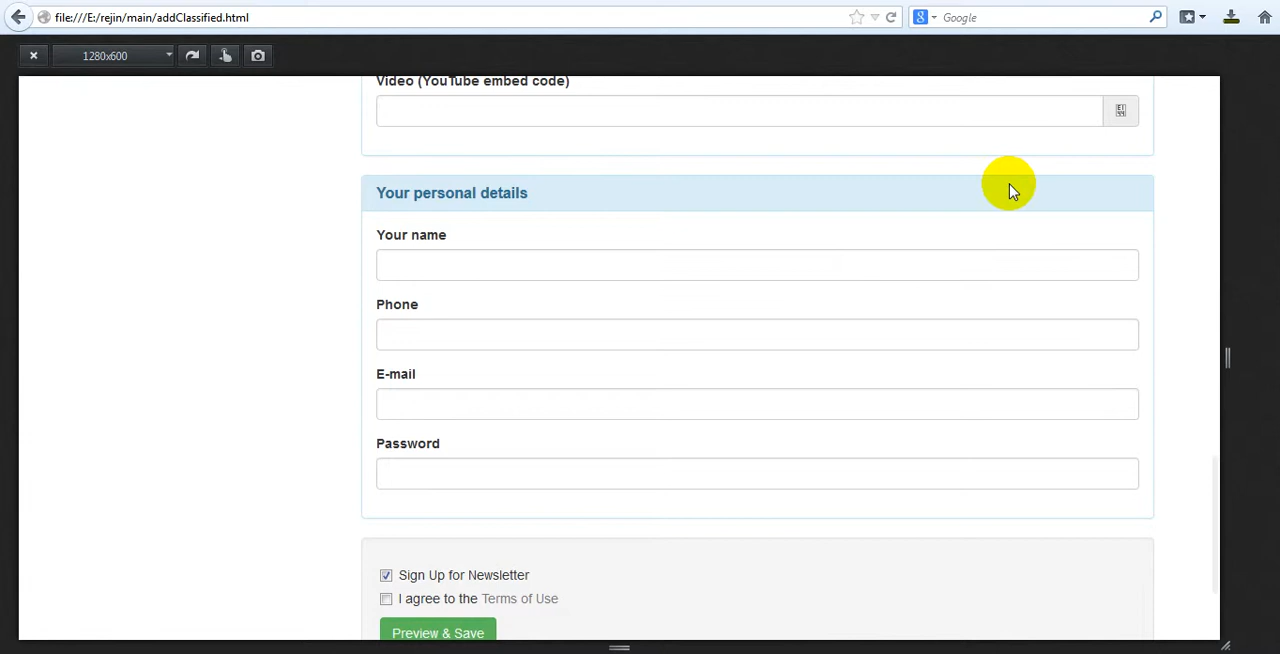 file:///E:/rejin/main/addClassified.html
Google
1280x600
Video (YouTube embed code)
Your personal details
Your name
Phone
E-mail
Password
Sign Up for Newsletter
I agree to the Terms of Use
Preview & Save